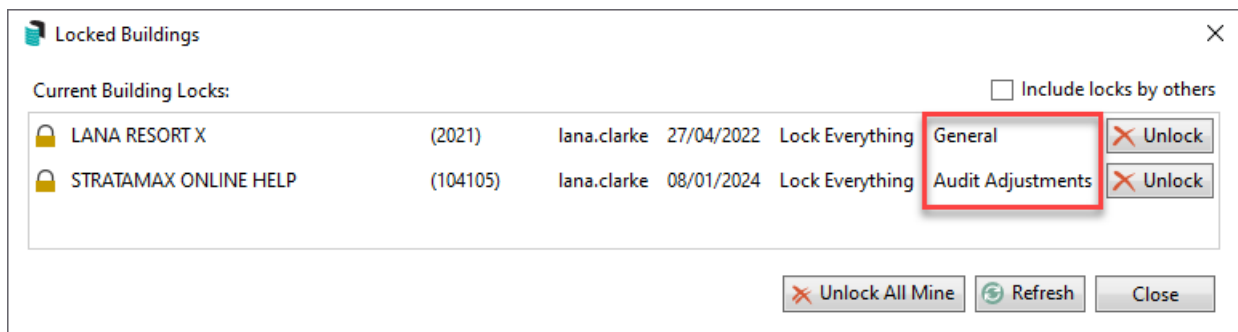 Locked Buildings
Current Building Locks:
Include locks by others
LANA RESORT X (2021) lana.clarke 27/04/2022 Lock Everything General Unlock
STRATAMAX ONLINE HELP (104105) lana.clarke 08/01/2024 Lock Everything Audit Adjustments Unlock
Unlock All Mine Refresh Close